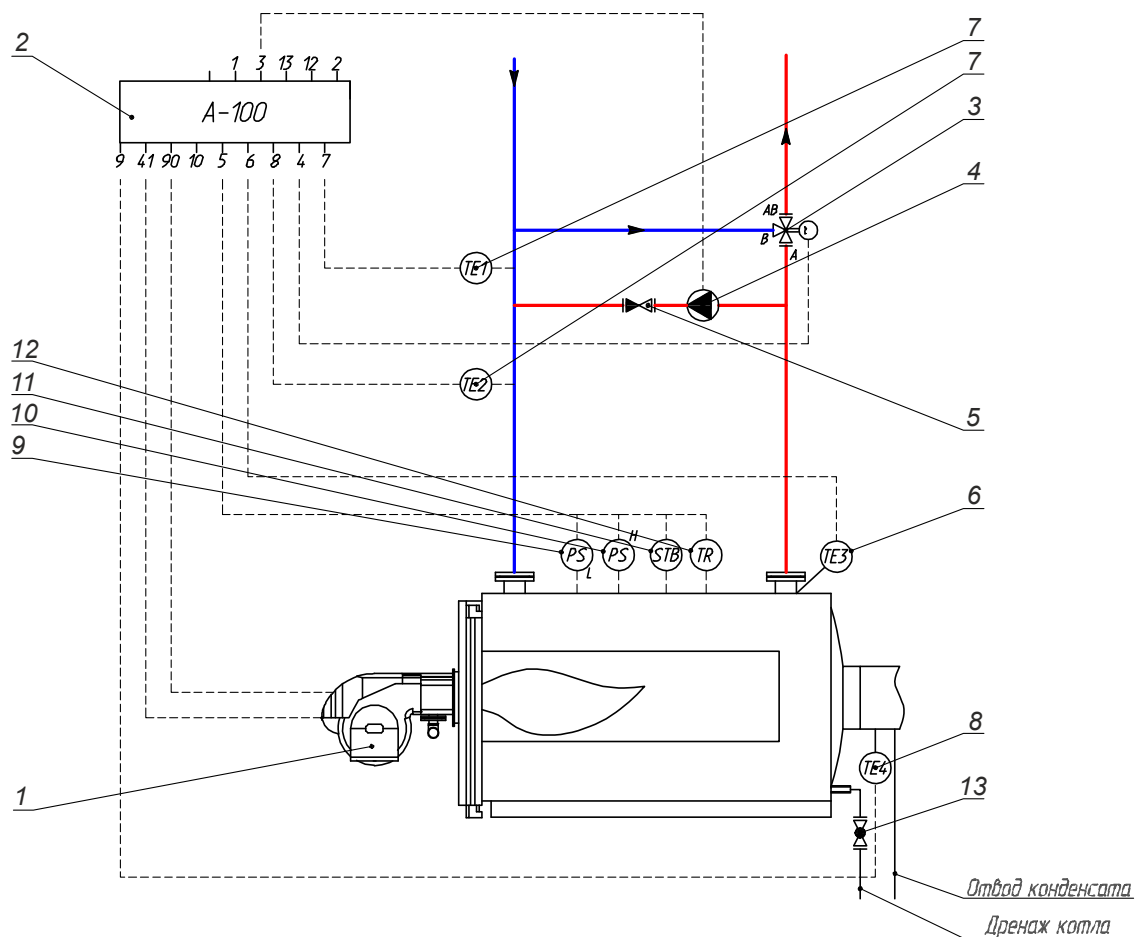 7
2
7
1 3 13 12 2
A-100
3
9 41 90 10 5 6 8 4 7
4
AB
B
A
TE1
12
11
TE2
10
5
9
6
H
PS PS STB TR TE3
L
8
TE4
13
1
Отвод конденсата
Дренаж котла